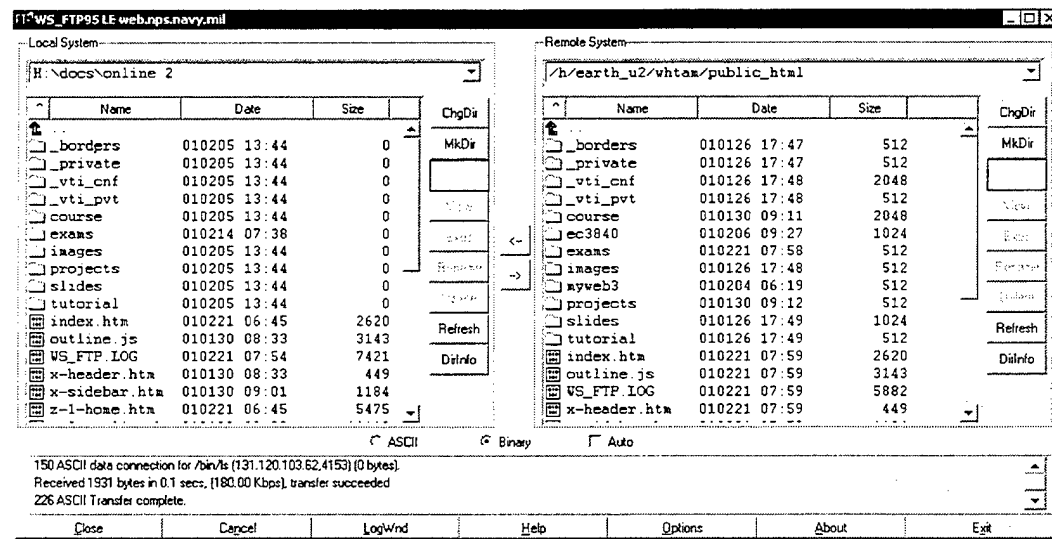 WS_FTP95 LE web.nps.navy.mil
Local System
H:\docs\online 2
Name Date Size
..
_borders 010205 13:44 0
_private 010205 13:44 0
_vti_cnf 010205 13:44 0
_vti_pvt 010205 13:44 0
course 010205 13:44 0
exams 010214 07:38 0
images 010205 13:44 0
projects 010205 13:44 0
slides 010205 13:44 0
tutorial 010205 13:44 0
index.htm 010221 06:45 2620
outline.js 010130 08:33 3143
WS_FTP.LOG 010221 07:54 7421
x-header.htm 010130 08:33 449
x-sidebar.htm 010130 09:01 1184
z-1-home.htm 010221 06:45 5475
ChgDir
MkDir
View
Exec
Rename
Delete
Refresh
DirInfo
<-
->
Remote System
/h/earth_u2/whtam/public_html
Name Date Size
..
_borders 010126 17:47 512
_private 010126 17:47 512
_vti_cnf 010126 17:48 2048
_vti_pvt 010126 17:48 512
course 010130 09:11 2048
ec3840 010206 09:27 1024
exams 010221 07:58 512
images 010126 17:48 512
myweb3 010204 06:19 512
projects 010130 09:12 512
slides 010126 17:49 1024
tutorial 010126 17:49 512
index.htm 010221 07:59 2620
outline.js 010221 07:59 3143
WS_FTP.LOG 010221 07:59 5882
x-header.htm 010221 07:59 449
ChgDir
MkDir
View
Exec
Rename
Delete
Refresh
DirInfo
ASCII Binary Auto
150 ASCII data connection for /bin/ls (131.120.103.62,4153) (0 bytes).
Received 1931 bytes in 0.1 secs, (180.00 Kbps), transfer succeeded
226 ASCII Transfer complete.
Close Cancel LogWnd Help Options About Exit